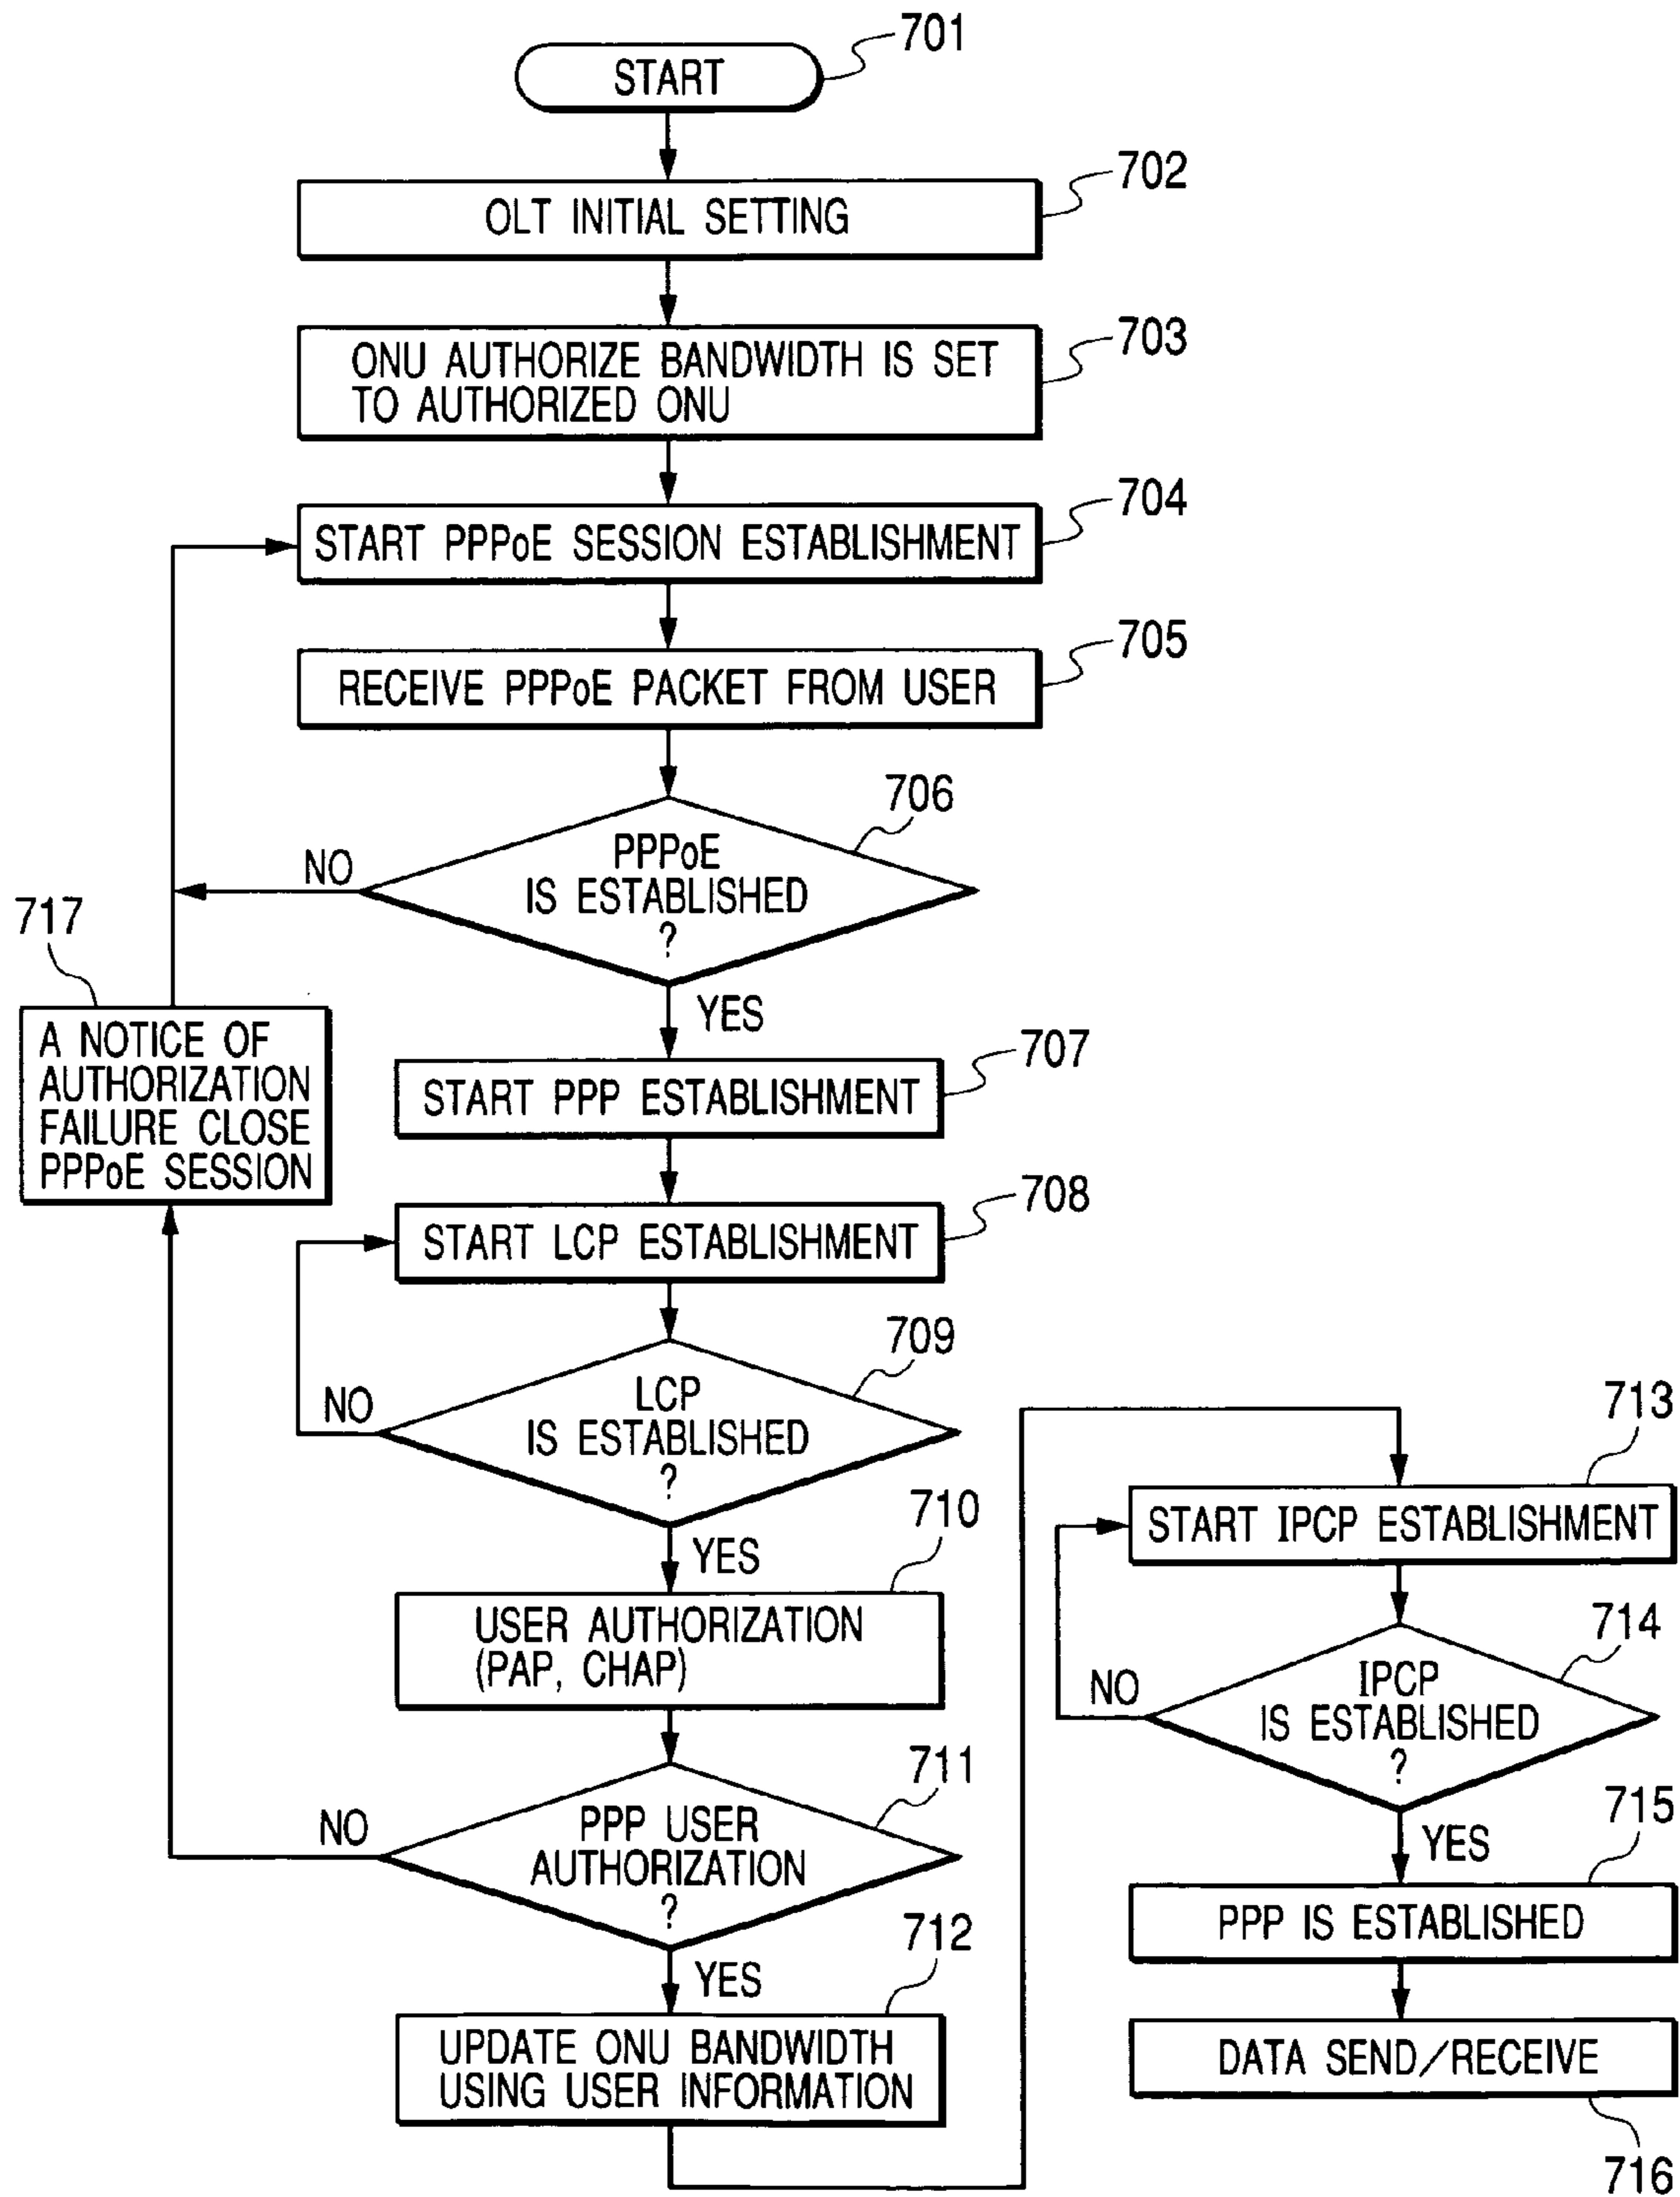 701
START
702
OLT INITIAL SETTING
703
ONU AUTHORIZE BANDWIDTH IS SET
TO AUTHORIZED ONU
704
START PPPoE SESSION ESTABLISHMENT
705
RECEIVE PPPoE PACKET FROM USER
706
PPPoE
IS ESTABLISHED
?
NO
YES
717
A NOTICE OF
AUTHORIZATION
FAILURE CLOSE
PPPoE SESSION
707
START PPP ESTABLISHMENT
708
START LCP ESTABLISHMENT
709
LCP
IS ESTABLISHED
?
NO
YES
710
USER AUTHORIZATION
(PAP, CHAP)
711
PPP USER
AUTHORIZATION
?
NO
YES
712
UPDATE ONU BANDWIDTH
USING USER INFORMATION
713
START IPCP ESTABLISHMENT
714
IPCP
IS ESTABLISHED
?
NO
YES
715
PPP IS ESTABLISHED
DATA SEND/RECEIVE
716